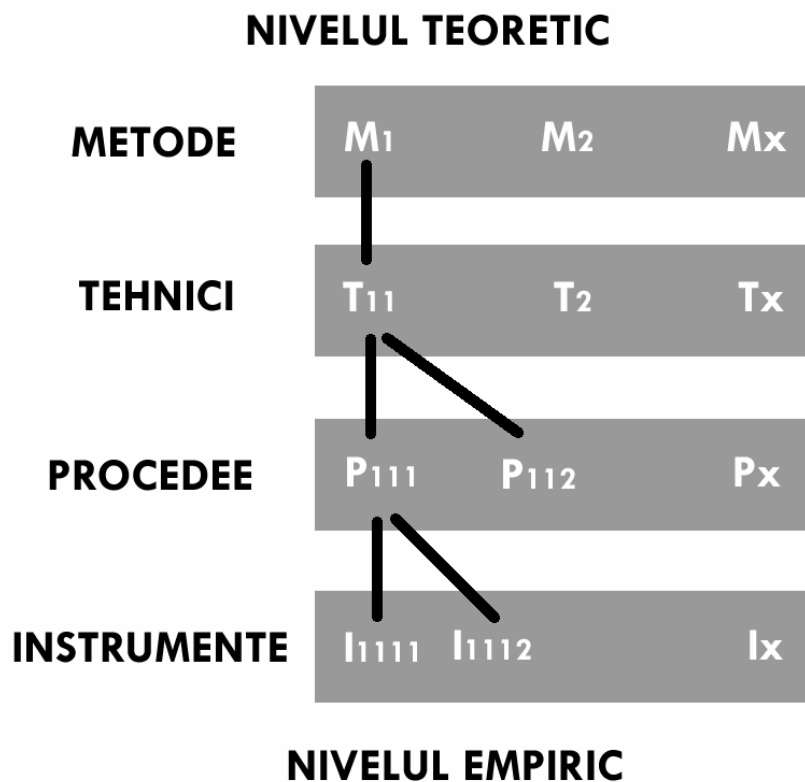 NIVELUL TEORETIC
METODE M1 M2 Mx
TEHNICI T11 T2 Tx
PROCEDEE P111 P112 Px
INSTRUMENTE I1111 I1112 Ix
NIVELUL EMPIRIC